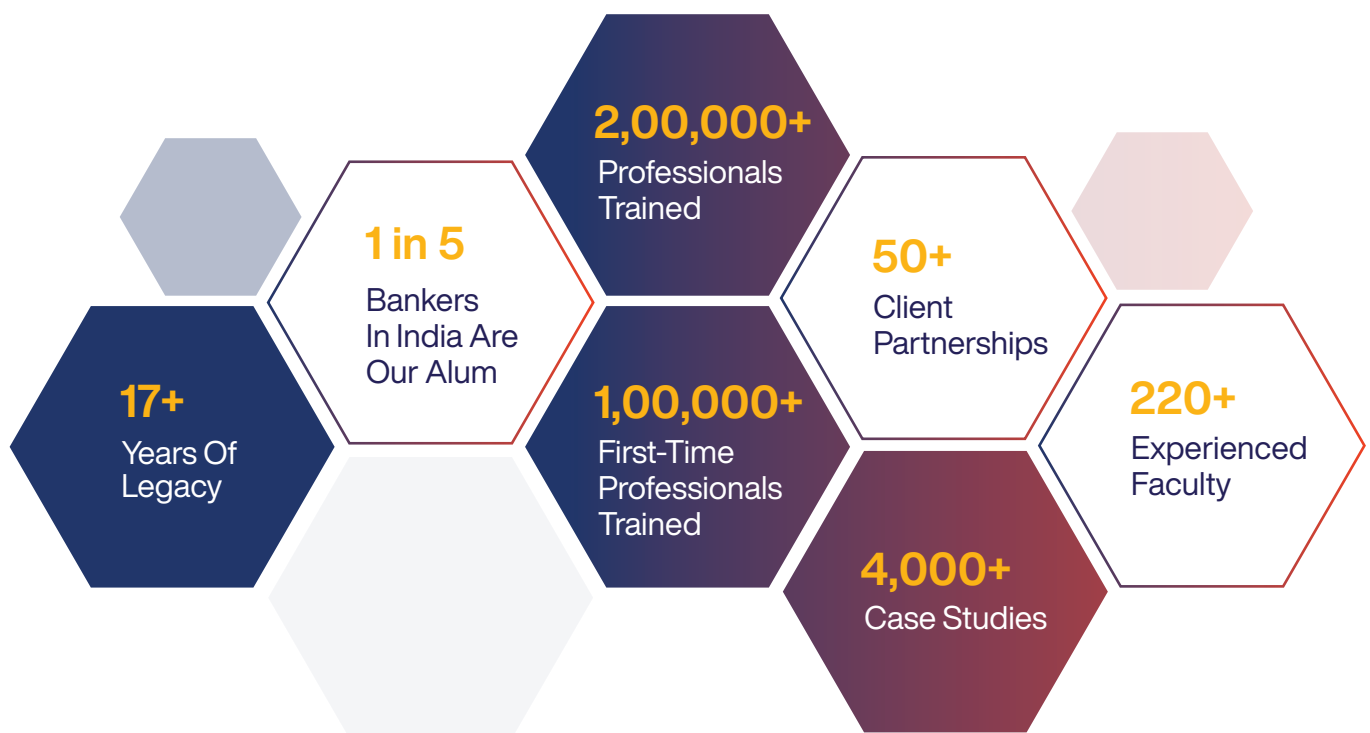 2,00,000+
Professionals
Trained
1 in 5
Bankers
In India Are
Our Alum
50+
Client
Partnerships
17+
Years Of
Legacy
1,00,000+
First-Time
Professionals
Trained
220+
Experienced
Faculty
4,000+
Case Studies